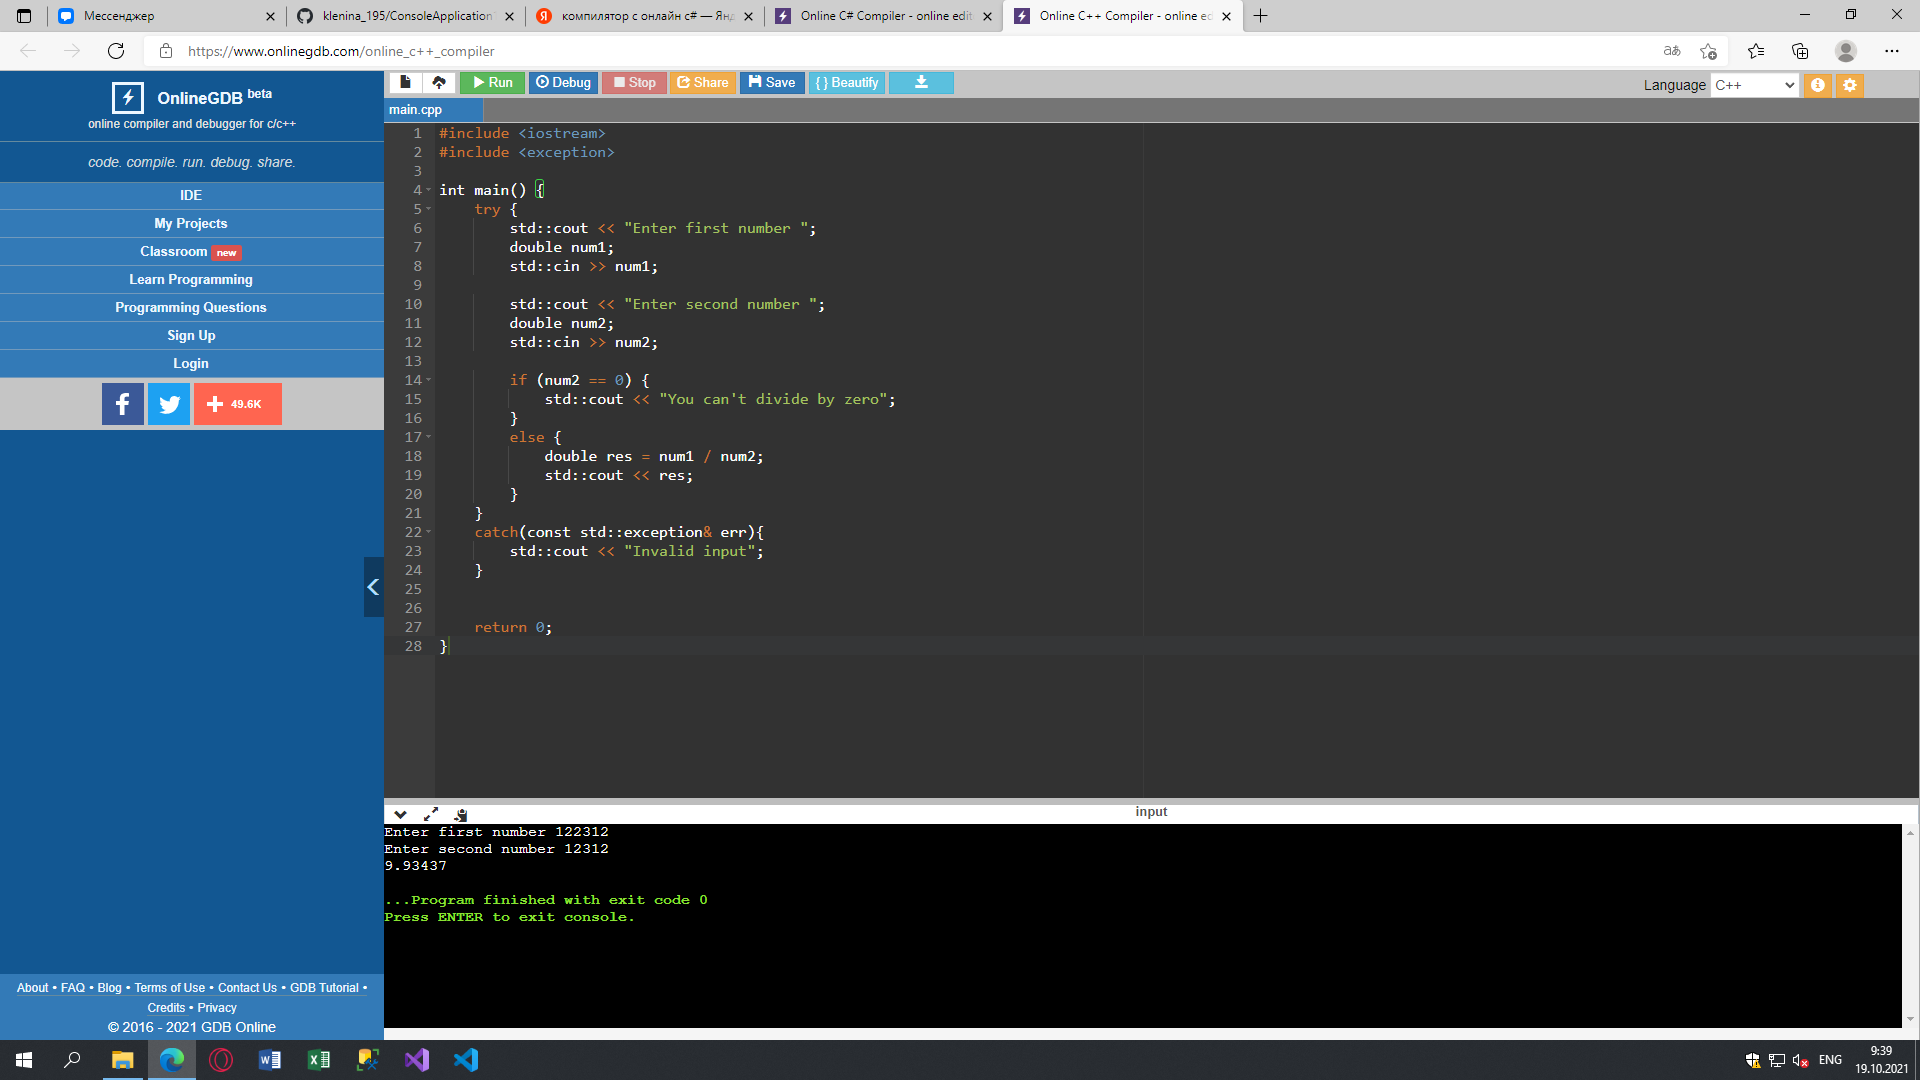 Мессенджер
klenina_195/ConsoleApplication
Я
компилятор с онлайн c# — Янд
Online C# Compiler - online edit
Online C++ Compiler - online ed
https://www.onlinegdb.com/online_c++_compiler
OnlineGDB beta
online compiler and debugger for c/c++
code. compile. run. debug. share.
IDE
My Projects
Classroom new
Learn Programming
Programming Questions
Sign Up
Login
49.6K
About • FAQ • Blog • Terms of Use • Contact Us • GDB Tutorial •
Credits • Privacy
© 2016 - 2021 GDB Online
Run Debug Stop Share Save { } Beautify
Language C++
main.cpp
1 #include <iostream>
2 #include <exception>
3
4 int main() {
5 try {
6 std::cout << "Enter first number ";
7 double num1;
8 std::cin >> num1;
9
10 std::cout << "Enter second number ";
11 double num2;
12 std::cin >> num2;
13
14 if (num2 == 0) {
15 std::cout << "You can't divide by zero";
16 }
17 else {
18 double res = num1 / num2;
19 std::cout << res;
20 }
21 }
22 catch(const std::exception& err){
23 std::cout << "Invalid input";
24 }
25
26
27 return 0;
28 }
input
Enter first number 122312
Enter second number 12312
9.93437
...Program finished with exit code 0
Press ENTER to exit console.
ENG
9:39
19.10.2021